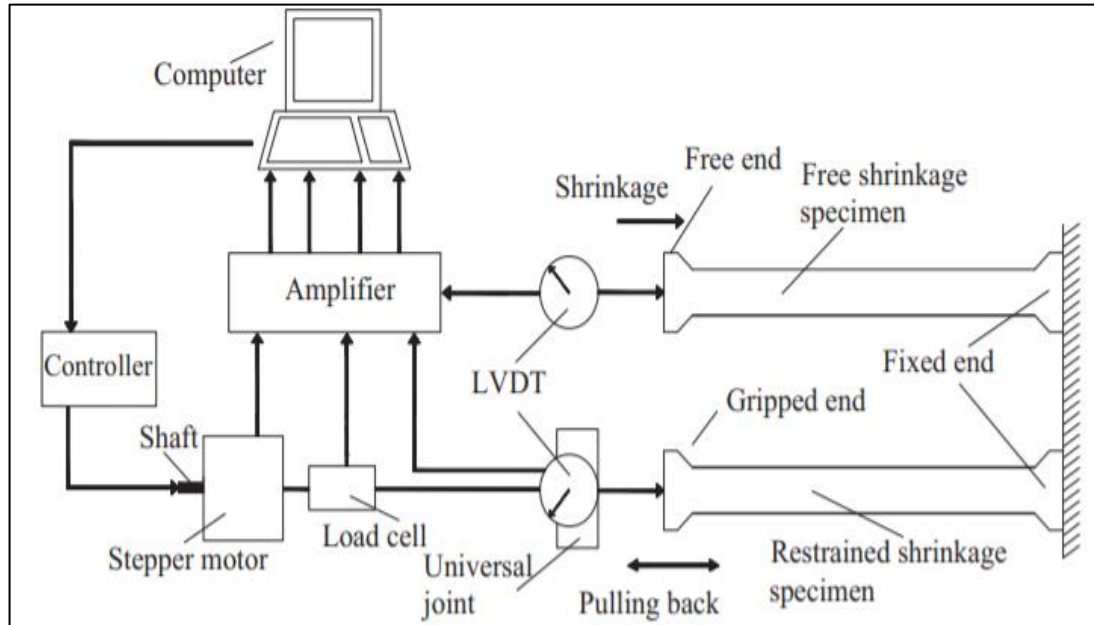 Computer
Free end
Shrinkage
Free shrinkage
specimen
Amplifier
Controller
LVDT
Fixed end
Gripped end
Shaft
Load cell
Stepper motor
Universal
joint
Restrained shrinkage
specimen
Pulling back